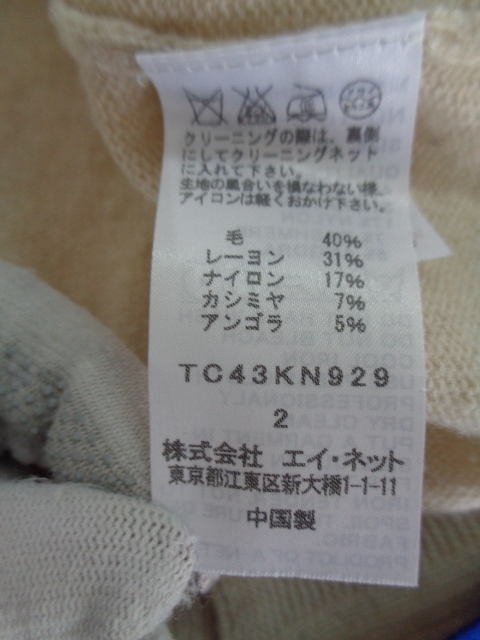 クリーニングの際は、裏側
にしてクリーニングネット
に入れて下さい。
生地の風合いを損なわない様、
アイロンは軽くおかけ下さい。
毛 40%
レーヨン 31%
ナイロン 17%
カシミヤ 7%
アンゴラ 5%
TC43KN929
2
株式会社 エイ・ネット
東京都江東区新大橋1-1-11
中国製